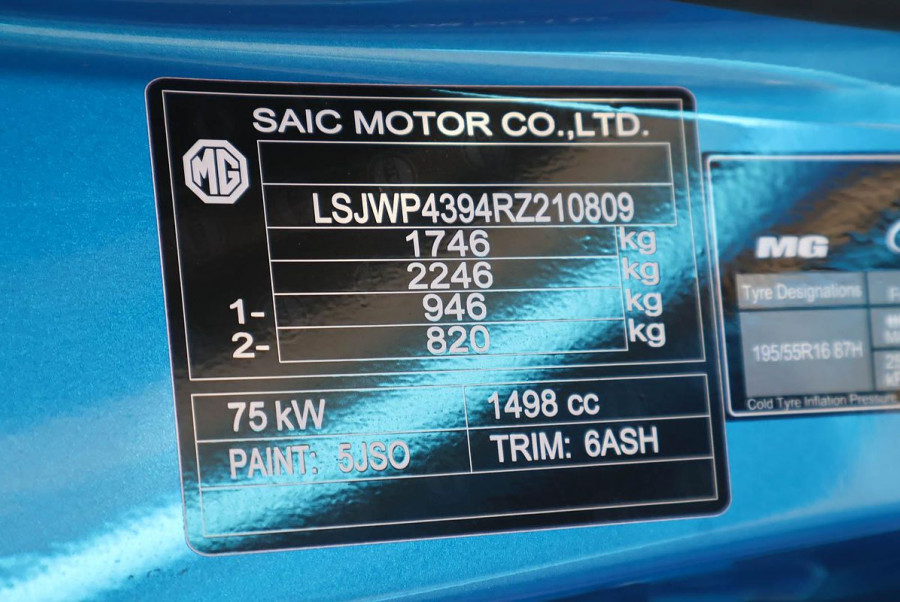 SAIC MOTOR CO.,LTD.
MG
LSJWP4394RZ210809
1746 kg
2246 kg
1- 946 kg
2- 820 kg
75 kW 1498 cc
PAINT: 5JSO TRIM: 6ASH
MG
Tyre Designations
195/55R16 87H
Cold Tyre Inflation Pressure